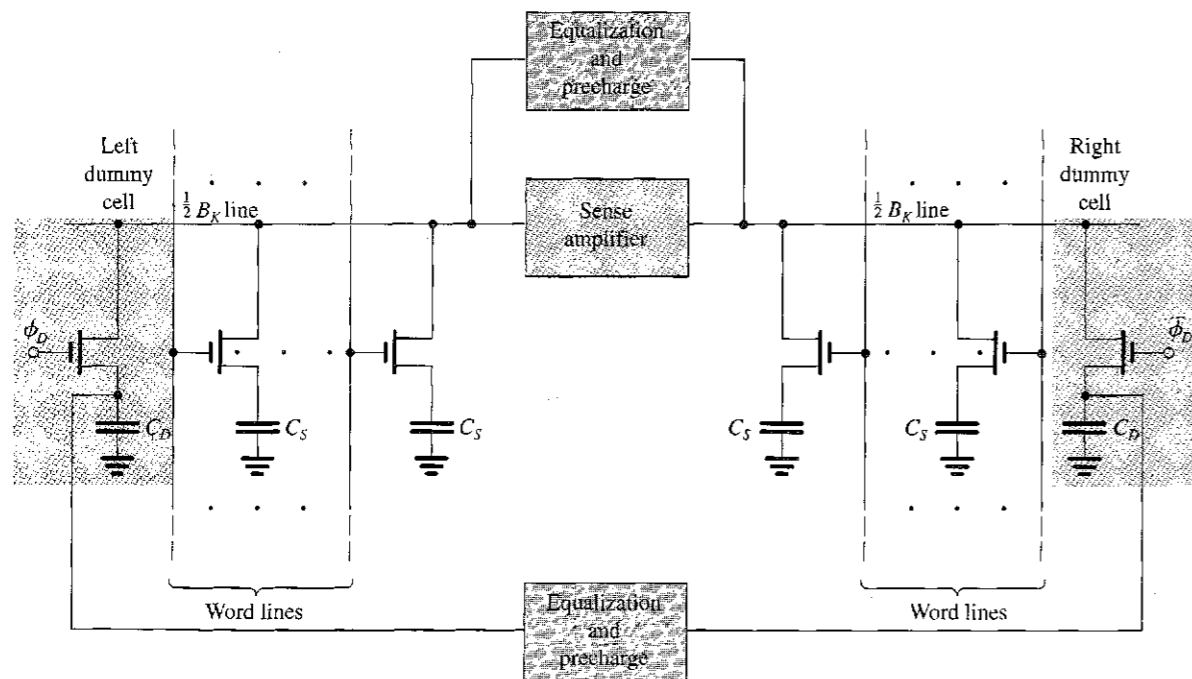 Equalization
and
precharge
Left
dummy
cell
Right
dummy
cell
½ B_K line
Sense
amplifier
½ B_K line
ϕ_D
ϕ̄_D
C_D
C_S
C_S
C_S
C_S
C_D
Word lines
Equalization
and
precharge
Word lines